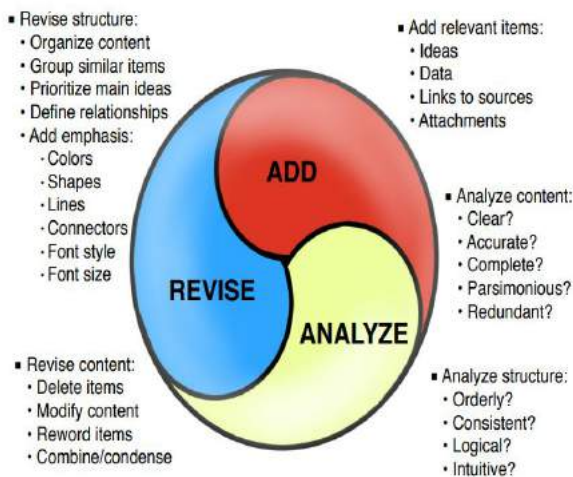 ▪ Revise structure:
• Organize content
• Group similar items
• Prioritize main ideas
• Define relationships
• Add emphasis:
· Colors
· Shapes
· Lines
· Connectors
· Font style
· Font size
▪ Add relevant items:
• Ideas
• Data
• Links to sources
• Attachments
ADD
REVISE
ANALYZE
▪ Analyze content:
• Clear?
• Accurate?
• Complete?
• Parsimonious?
• Redundant?
▪ Revise content:
• Delete items
• Modify content
• Reword items
• Combine/condense
▪ Analyze structure:
• Orderly?
• Consistent?
• Logical?
• Intuitive?